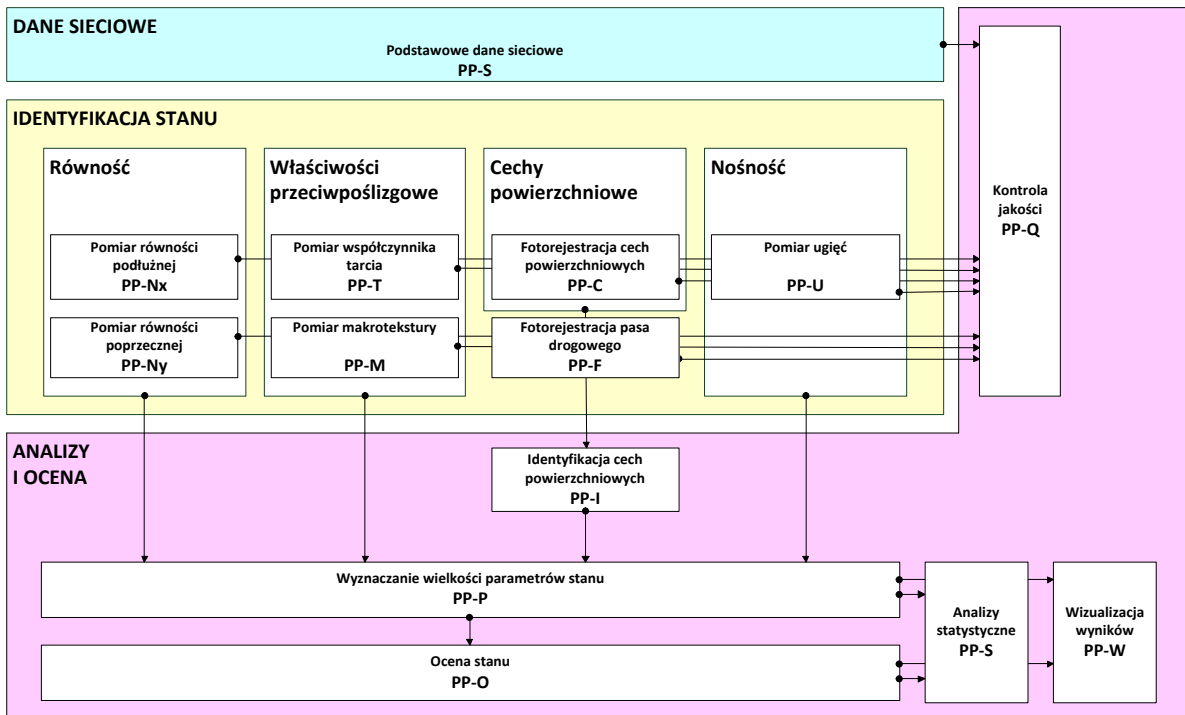 DANE SIECIOWE
Podstawowe dane sieciowe
PP-S
IDENTYFIKACJA STANU
Równość
Pomiar równości
podłużnej
PP-Nx
Pomiar równości
poprzecznej
PP-Ny
Właściwości
przeciwpoślizgowe
Pomiar współczynnika
tarcia
PP-T
Pomiar makrotekstury
PP-M
Cechy
powierzchniowe
Fotorejestracja cech
powierzchniowych
PP-C
Fotorejestracja pasa
drogowego
PP-F
Nośność
Pomiar ugięć
PP-U
Kontrola
jakości
PP-Q
ANALIZY
I OCENA
Identyfikacja cech
powierzchniowych
PP-I
Wyznaczanie wielkości parametrów stanu
PP-P
Ocena stanu
PP-O
Analizy
statystyczne
PP-S
Wizualizacja
wyników
PP-W